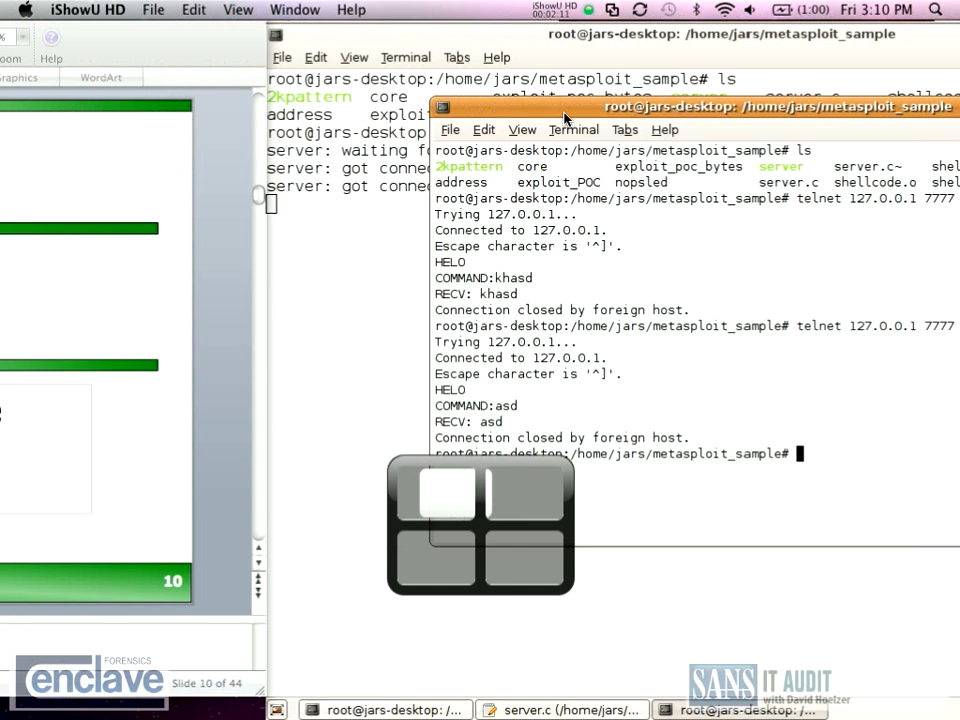 iShowU HD File Edit View Window Help
iShowU HD
00:02:11
(1:00) Fri 3:10 PM
%
oom Help
raphics WordArt
10
Slide 10 of 44
FORENSICS
enclave
root@jars-desktop: /home/jars/metasploit_sample
File Edit View Terminal Tabs Help
root@jars-desktop:/home/jars/metasploit_sample# ls
2kpattern core
address exploi
root@jars-desktop
server: waiting fo
server: got connec
server: got connec
root@jars-desktop: /home/jars/metasploit_sample
File Edit View Terminal Tabs Help
root@jars-desktop:/home/jars/metasploit_sample# ls
2kpattern core exploit_poc_bytes server server.c~ shel
address exploit_POC nopsled server.c shellcode.o shel
root@jars-desktop:/home/jars/metasploit_sample# telnet 127.0.0.1 7777
Trying 127.0.0.1...
Connected to 127.0.0.1.
Escape character is '^]'.
HELO
COMMAND:khasd
RECV: khasd
Connection closed by foreign host.
root@jars-desktop:/home/jars/metasploit_sample# telnet 127.0.0.1 7777
Trying 127.0.0.1...
Connected to 127.0.0.1.
Escape character is '^]'.
HELO
COMMAND:asd
RECV: asd
Connection closed by foreign host.
root@jars-desktop:/home/jars/metasploit_sample#
SANS IT AUDIT
with David Hoelzer
root@jars-desktop: /... server.c (/home/jars/... root@jars-desktop: /...